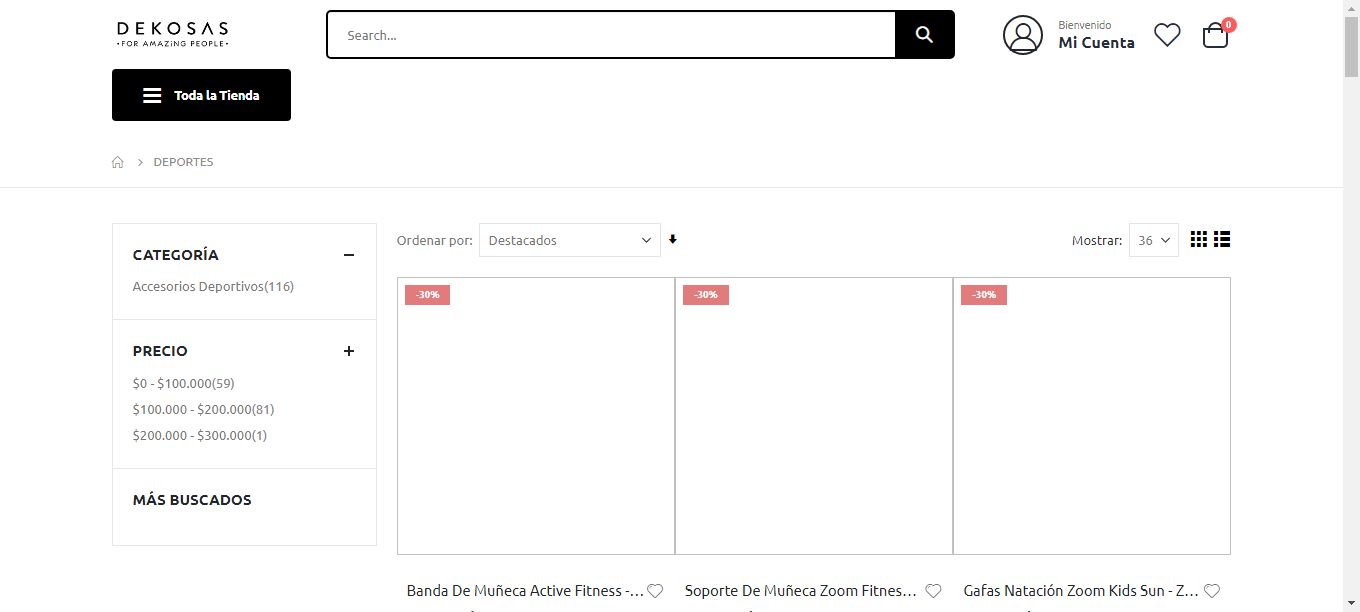 DEKOSAS
•FOR AMAZiNG PEOPLE•
Search...
Bienvenido
Mi Cuenta
0
Toda la Tienda
DEPORTES
CATEGORÍA
Accesorios Deportivos(116)
PRECIO
$0 - $100.000(59)
$100.000 - $200.000(81)
$200.000 - $300.000(1)
MÁS BUSCADOS
Ordenar por: Destacados
Mostrar: 36
-30% -30% -30%
Banda De Muñeca Active Fitness -...
Soporte De Muñeca Zoom Fitnes...
Gafas Natación Zoom Kids Sun - Z...